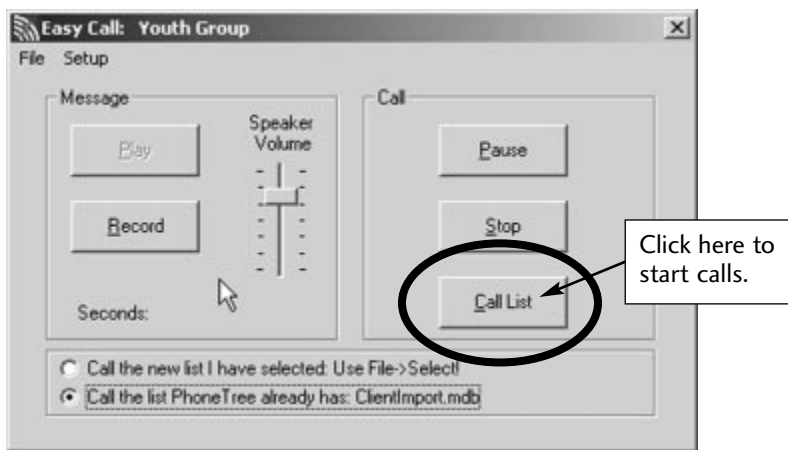 Easy Call: Youth Group
File Setup
Message
Play
Record
Speaker
Volume
Seconds:
Call
Pause
Stop
Call List
Click here to
start calls.
Call the new list I have selected: Use File->Select!
Call the list PhoneTree already has: ClientImport.mdb